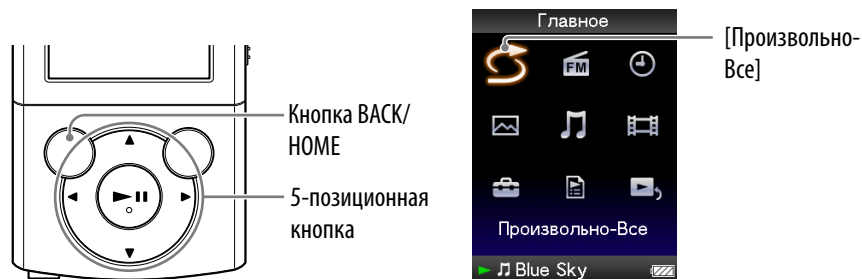 Кнопка BACK/
HOME
5-позиционная
кнопка
Главное
FM
Произвольно-Все
Blue Sky
[Произвольно-
Все]